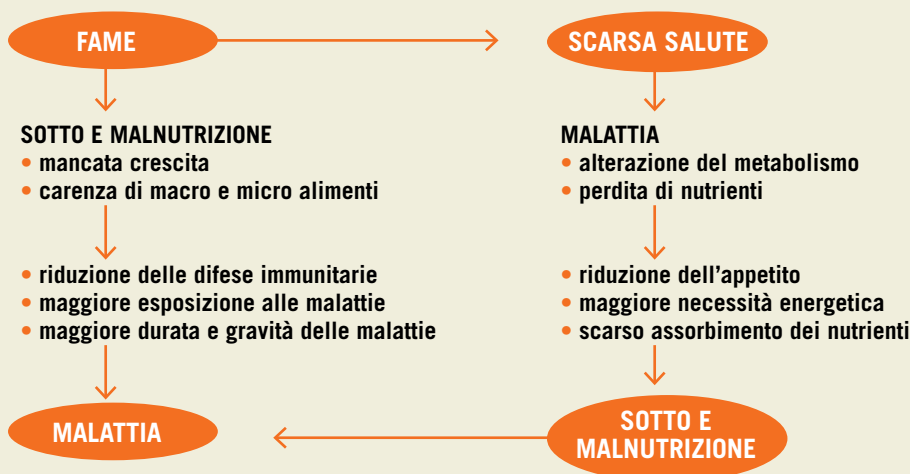 FAME
SCARSA SALUTE
SOTTO E MALNUTRIZIONE
• mancata crescita
• carenza di macro e micro alimenti
MALATTIA
• alterazione del metabolismo
• perdita di nutrienti
• riduzione delle difese immunitarie
• maggiore esposizione alle malattie
• maggiore durata e gravità delle malattie
• riduzione dell’appetito
• maggiore necessità energetica
• scarso assorbimento dei nutrienti
MALATTIA
SOTTO E
MALNUTRIZIONE